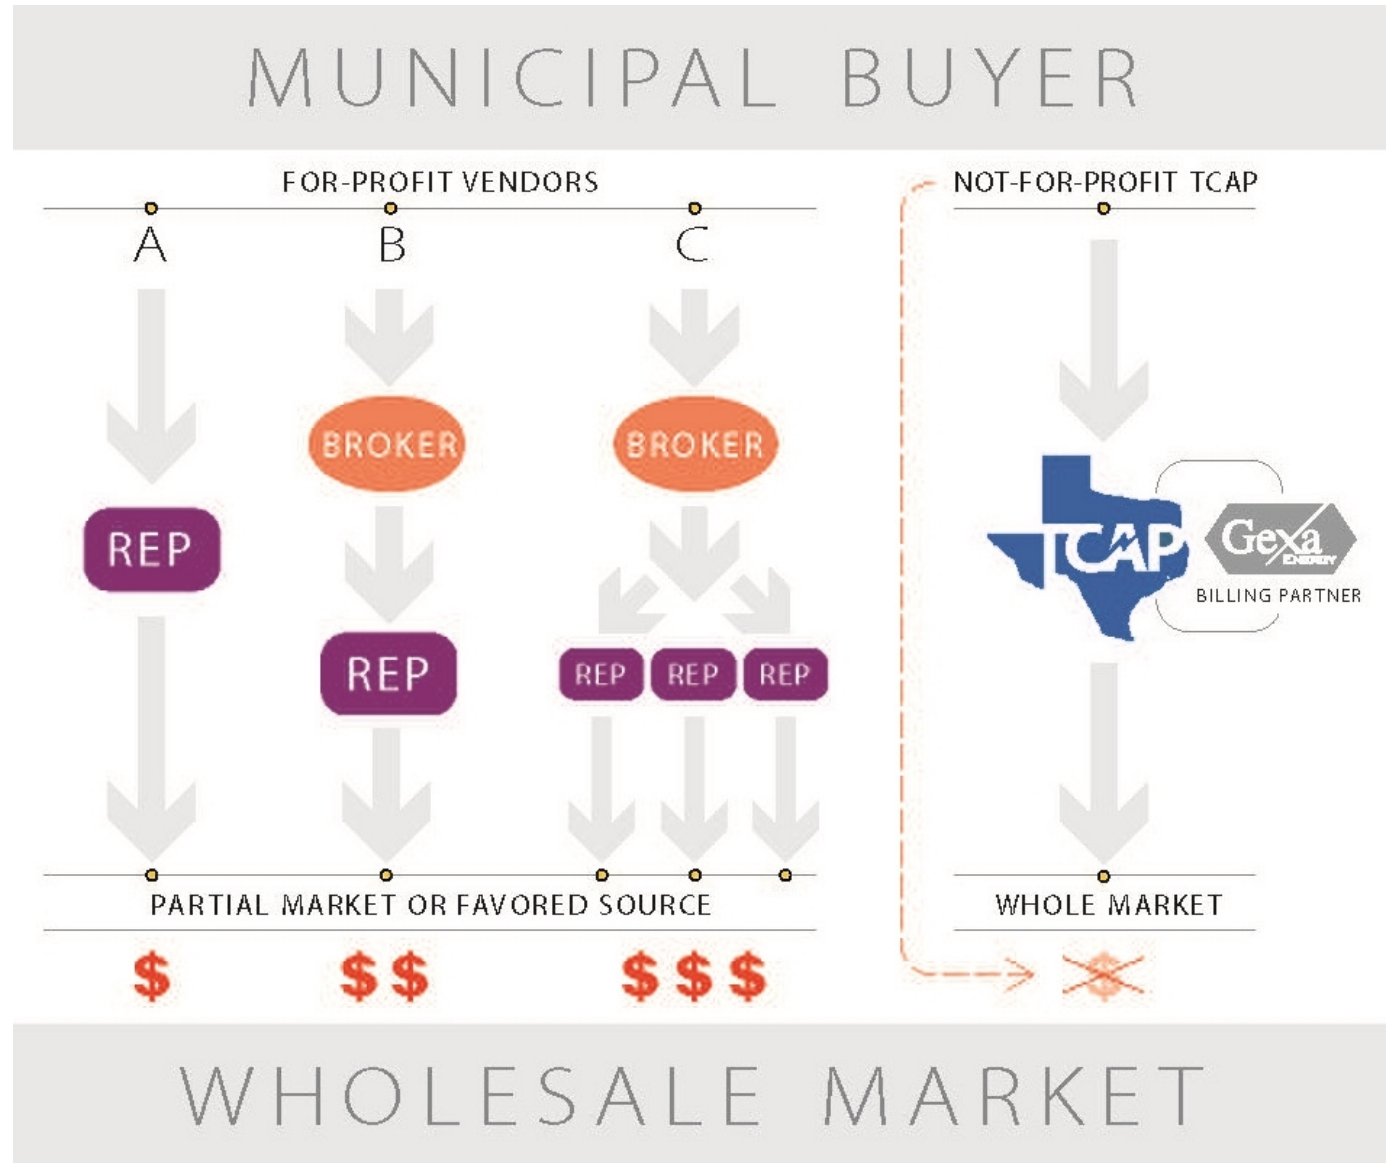 MUNICIPAL BUYER
FOR-PROFIT VENDORS
NOT-FOR-PROFIT TCAP
A
B
C
BROKER
BROKER
REP
TCAP
Gexa
ENERGY
BILLING PARTNER
REP
REP
REP
REP
PARTIAL MARKET OR FAVORED SOURCE
WHOLE MARKET
$
$$
$$$
$
WHOLESALE MARKET